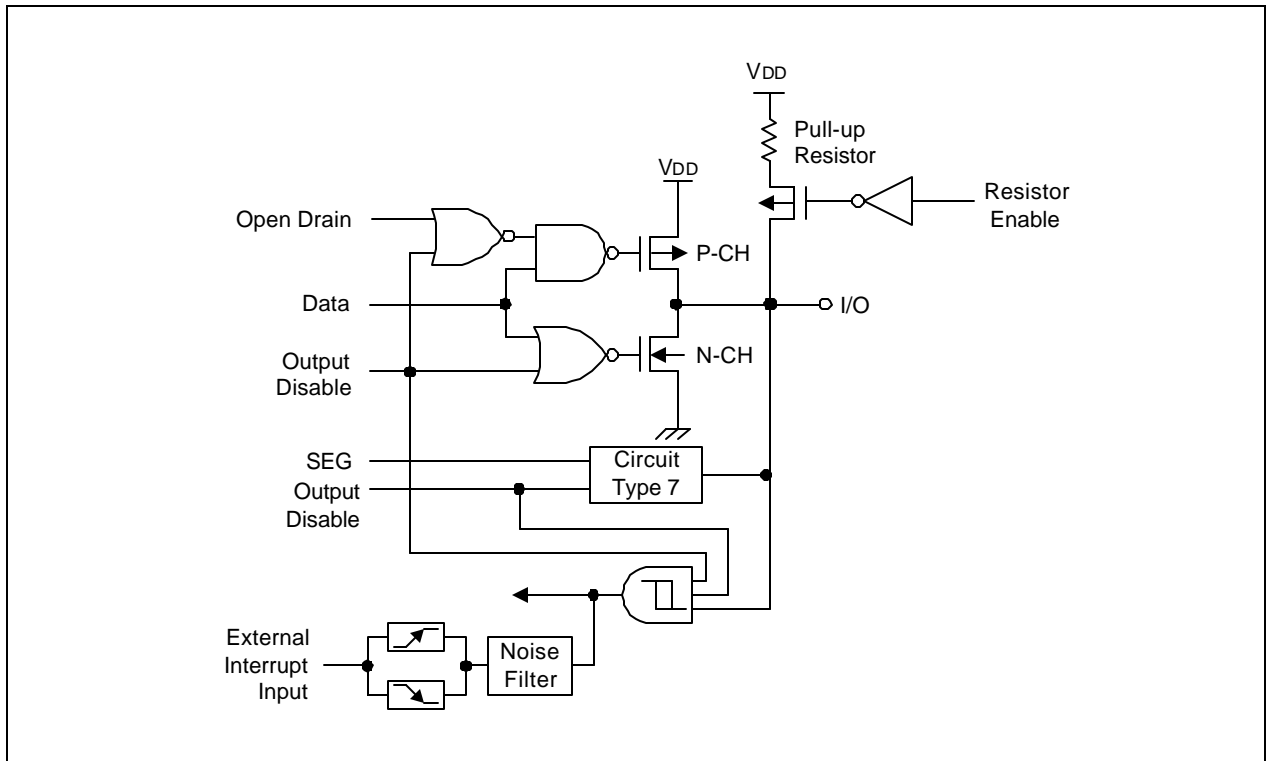 VDD
Pull-up
Resistor
VDD
Resistor
Enable
Open Drain
P-CH
Data
I/O
N-CH
Output
Disable
SEG
Circuit
Type 7
Output
Disable
External
Interrupt
Input
Noise
Filter